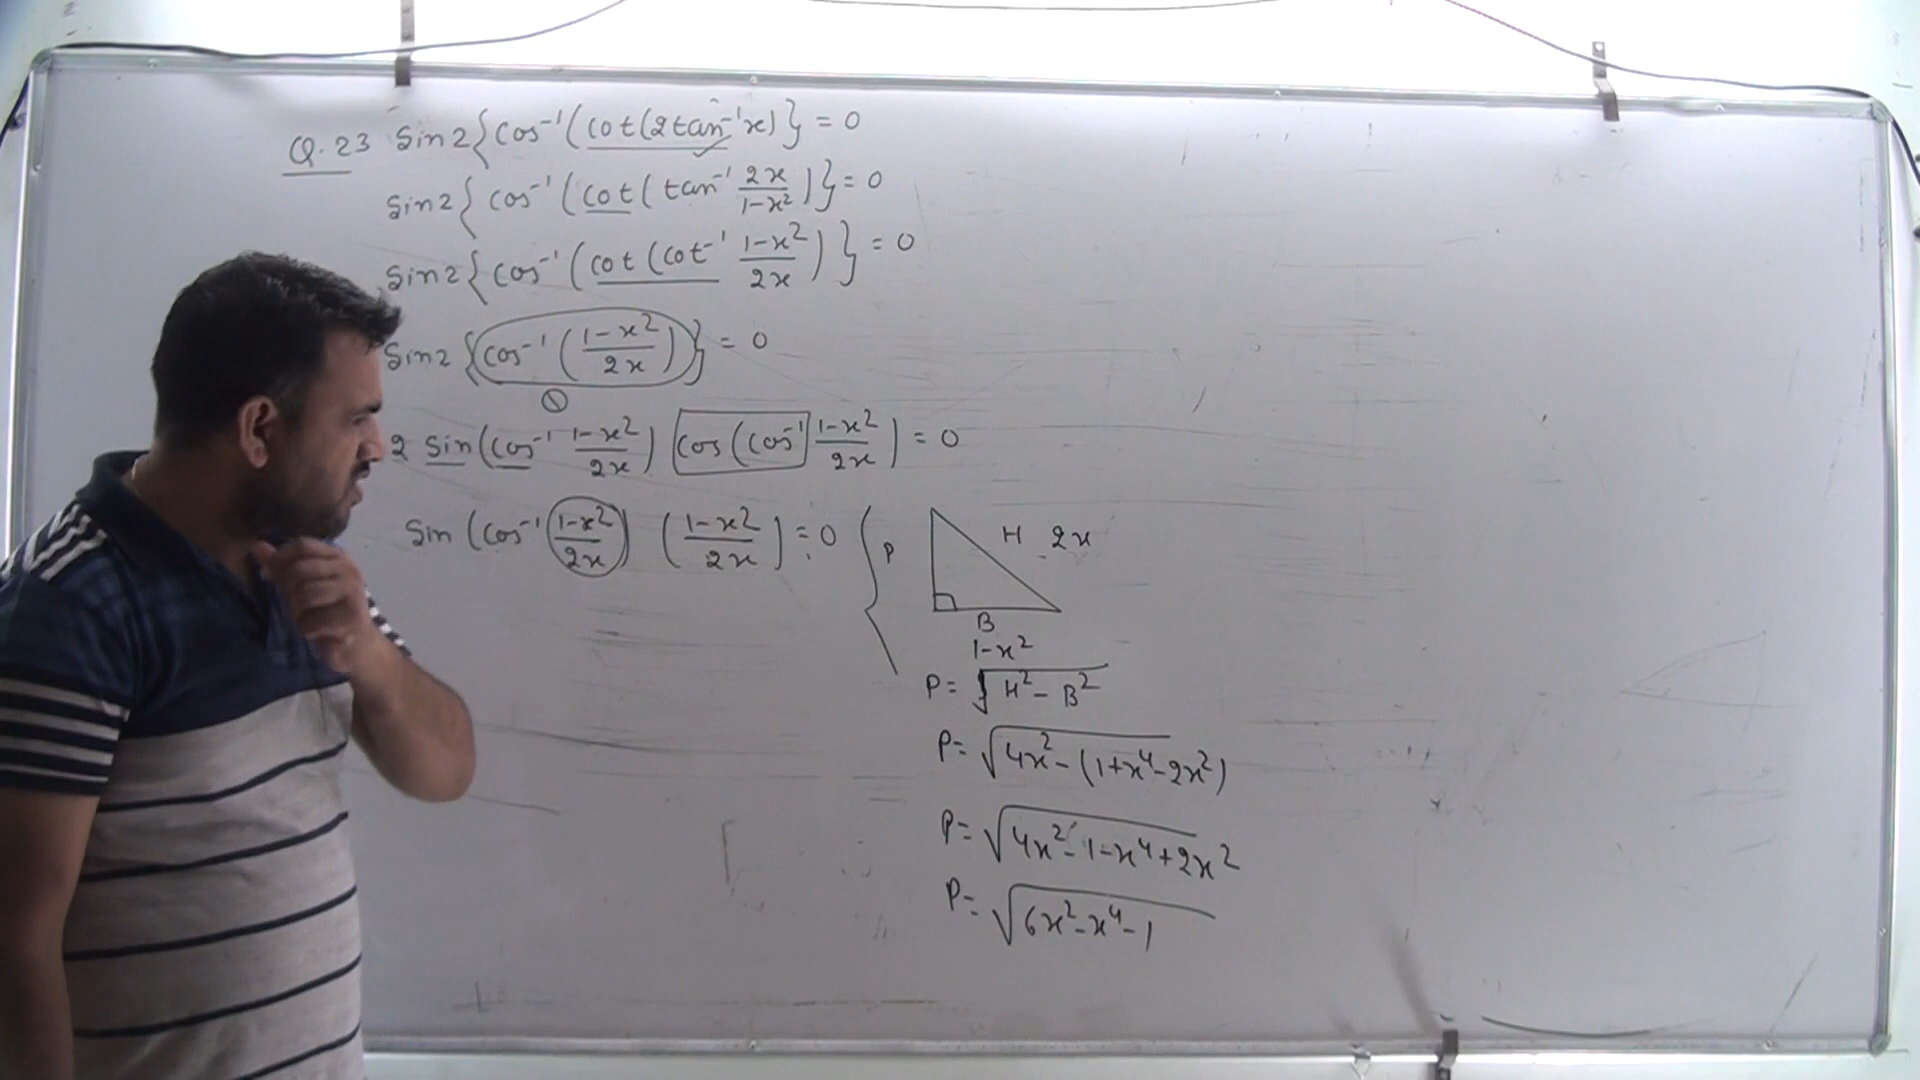 Q.23 Sin2{cos⁻¹(cot(2tan⁻¹x)} = 0
Sin2{cos⁻¹(cot(tan⁻¹ 2x/1-x²)} = 0
Sin2{cos⁻¹(cot(cot⁻¹ 1-x²/2x)} = 0
Sin2{cos⁻¹(1-x²/2x)} = 0
2 Sin(cos⁻¹ 1-x²/2x) cos(cos⁻¹ 1-x²/2x) = 0
Sin(cos⁻¹ 1-x²/2x) (1-x²/2x) = 0
P H 2x
B
1-x²
P = √H²-B²
P = √4x²-(1+x⁴-2x²)
P = √4x²-1-x⁴+2x²
P = √6x²-x⁴-1